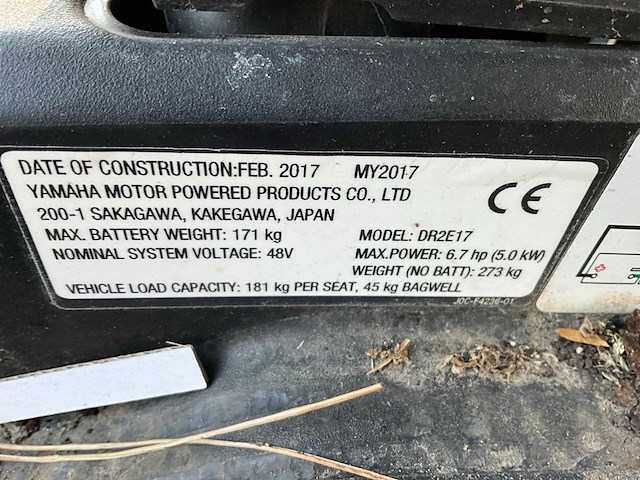 DATE OF CONSTRUCTION:FEB. 2017 MY2017
YAMAHA MOTOR POWERED PRODUCTS CO., LTD
200-1 SAKAGAWA, KAKEGAWA, JAPAN
CE
MAX. BATTERY WEIGHT: 171 kg MODEL: DR2E17
NOMINAL SYSTEM VOLTAGE: 48V MAX.POWER: 6.7 hp (5.0 kW)
WEIGHT (NO BATT): 273 kg
VEHICLE LOAD CAPACITY: 181 kg PER SEAT, 45 kg BAGWELL
J0C-F4236-01